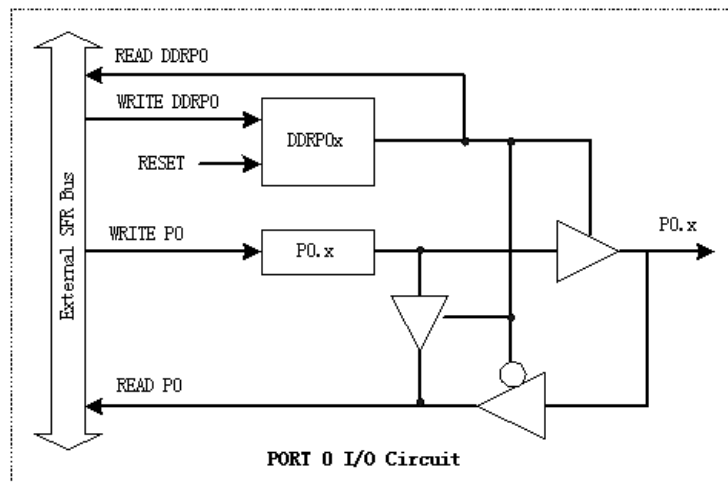 READ DDRP0
WRITE DDRP0
DDRP0x
RESET
P0.x
WRITE P0
P0.x
External SFR Bus
READ P0
PORT 0 I/O Circuit